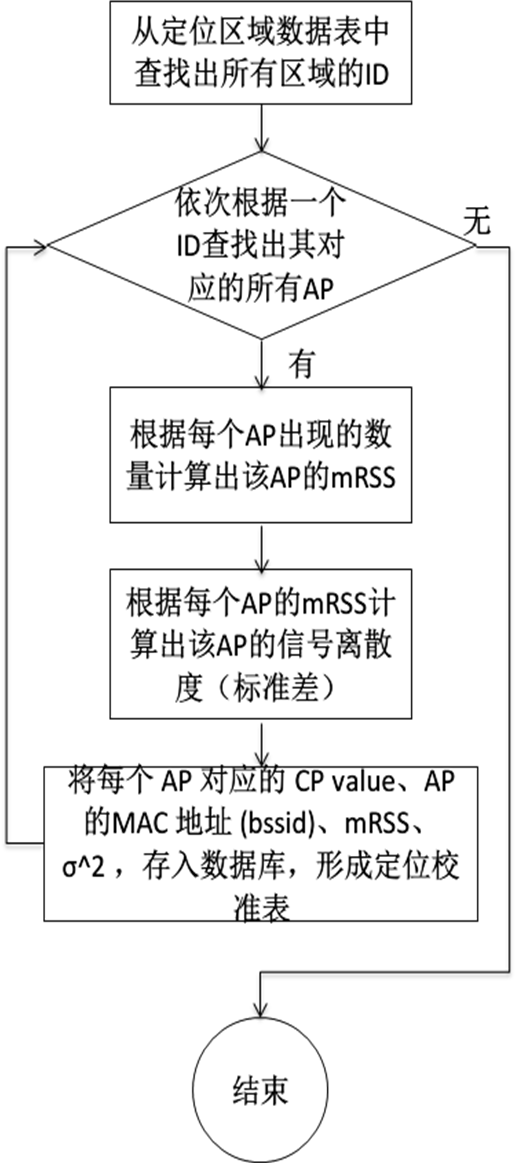 从定位区域数据表中
查找出所有区域的ID
依次根据一个
ID查找出其对
应的所有AP
无
有
根据每个AP出现的数
量计算出该AP的mRSS
根据每个AP的mRSS计
算出该AP的信号离散
度（标准差）
将每个 AP 对应的 CP value、AP
的MAC 地址 (bssid)、mRSS、
σ^2 ，存入数据库，形成定位校
准表
结束